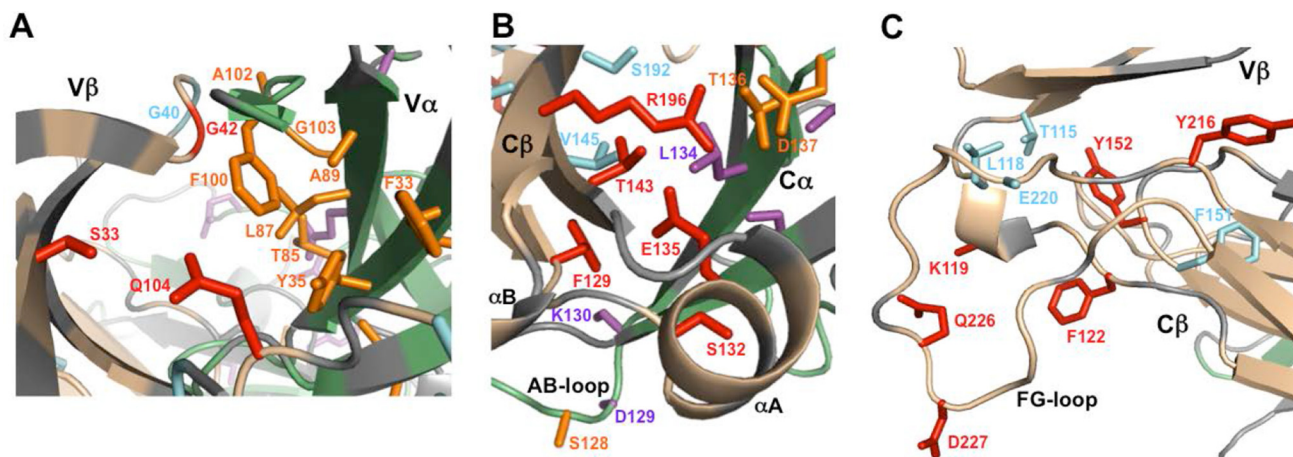 A
Vβ
A102
Vα
G40
G42
G103
F100
A89
F33
L87
S33
T85
Q104
Y35
B
S192
T136
R196
Cβ
V145
L134
D137
T143
Cα
E135
F129
αB
K130
S132
AB-loop
D129
αA
S128
C
Vβ
T115
Y152
Y216
L118
E220
F151
K119
Q226
F122
Cβ
FG-loop
D227